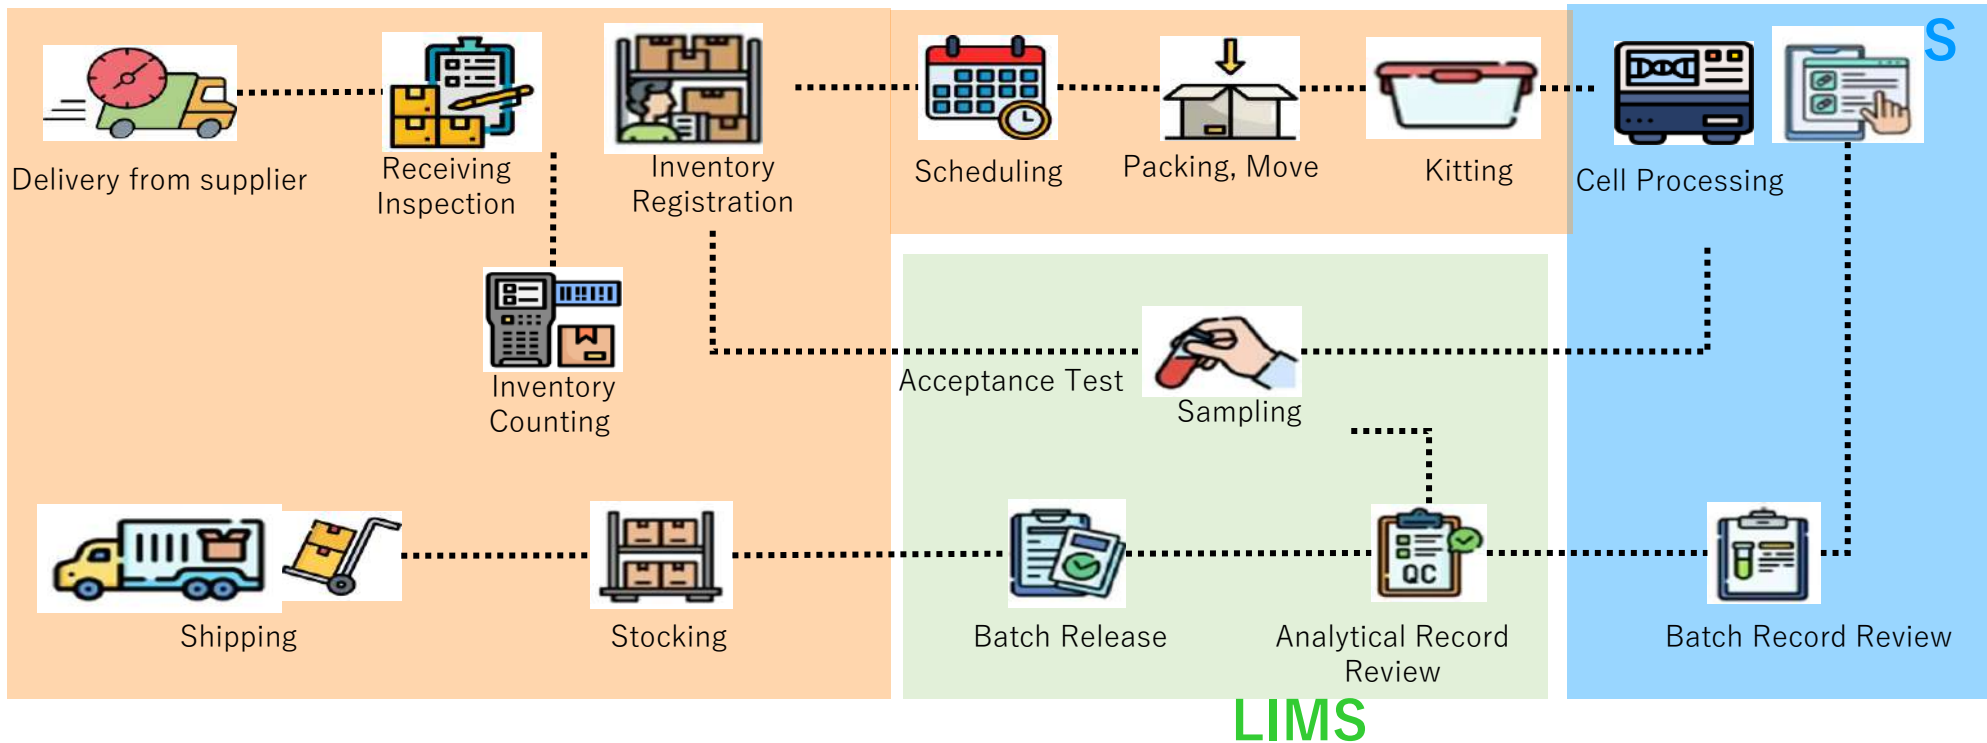 S
Delivery from supplier
Receiving
Inspection
Inventory
Registration
Scheduling
Packing, Move
Kitting
Cell Processing
Inventory
Counting
Acceptance Test
Sampling
Shipping
Stocking
Batch Release
QC
Analytical Record
Review
Batch Record Review
LIMS